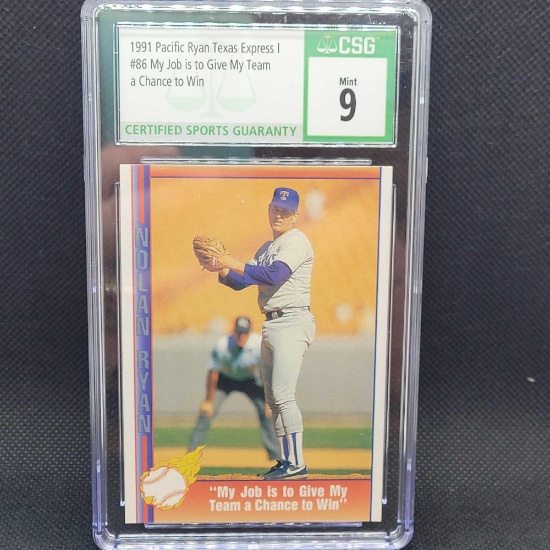 1991 Pacific Ryan Texas Express I
#86 My Job is to Give My Team
a Chance to Win
CERTIFIED SPORTS GUARANTY
CSG
Mint
9
T
NOLAN RYAN
"My Job is to Give My
Team a Chance to Win"